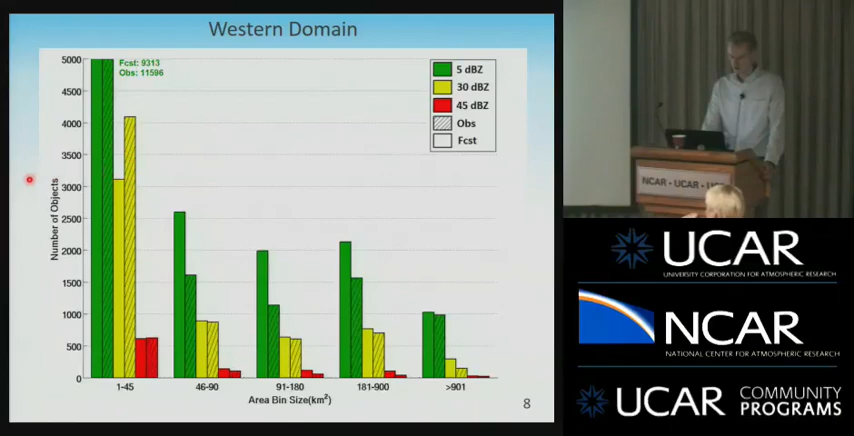 Western Domain
Fcst: 9313
Obs: 11596
5 dBZ
30 dBZ
45 dBZ
Obs
Fcst
5000
4500
4000
3500
3000
2500
2000
1500
1000
500
0
Number of Objects
1-45
46-90
91-180
181-900
>901
Area Bin Size(km²)
8
NCAR - UCAR -
UCAR
UNIVERSITY CORPORATION FOR ATMOSPHERIC RESEARCH
NCAR
NATIONAL CENTER FOR ATMOSPHERIC RESEARCH
UCAR
COMMUNITY
PROGRAMS